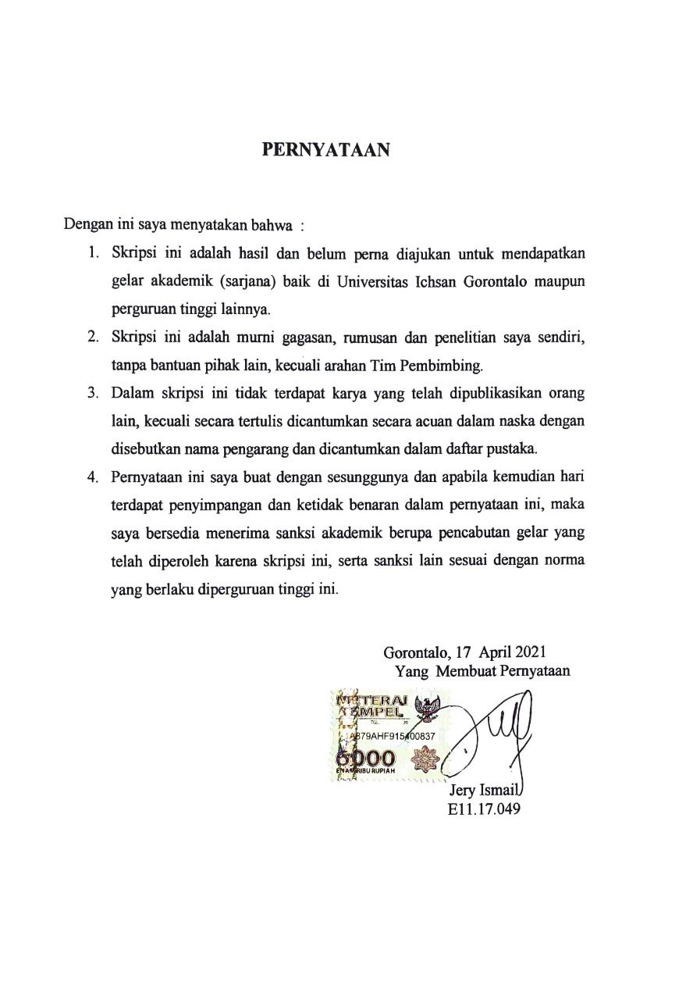 PERNYATAAN
Dengan ini saya menyatakan bahwa :
1. Skripsi ini adalah hasil dan belum perna diajukan untuk mendapatkan
gelar akademik (sarjana) baik di Universitas Ichsan Gorontalo maupun
perguruan tinggi lainnya.
2. Skripsi ini adalah murni gagasan, rumusan dan penelitian saya sendiri,
tanpa bantuan pihak lain, kecuali arahan Tim Pembimbing.
3. Dalam skripsi ini tidak terdapat karya yang telah dipublikasikan orang
lain, kecuali secara tertulis dicantumkan secara acuan dalam naska dengan
disebutkan nama pengarang dan dicantumkan dalam daftar pustaka.
4. Pernyataan ini saya buat dengan sesunggunya dan apabila kemudian hari
terdapat penyimpangan dan ketidak benaran dalam pernyataan ini, maka
saya bersedia menerima sanksi akademik berupa pencabutan gelar yang
telah diperoleh karena skripsi ini, serta sanksi lain sesuai dengan norma
yang berlaku diperguruan tinggi ini.
Gorontalo, 17 April 2021
Yang Membuat Pernyataan
METERAI
TEMPEL
TGL. 20
6000
ENAM RIBU RUPIAH
Jery Ismail
E11.17.049